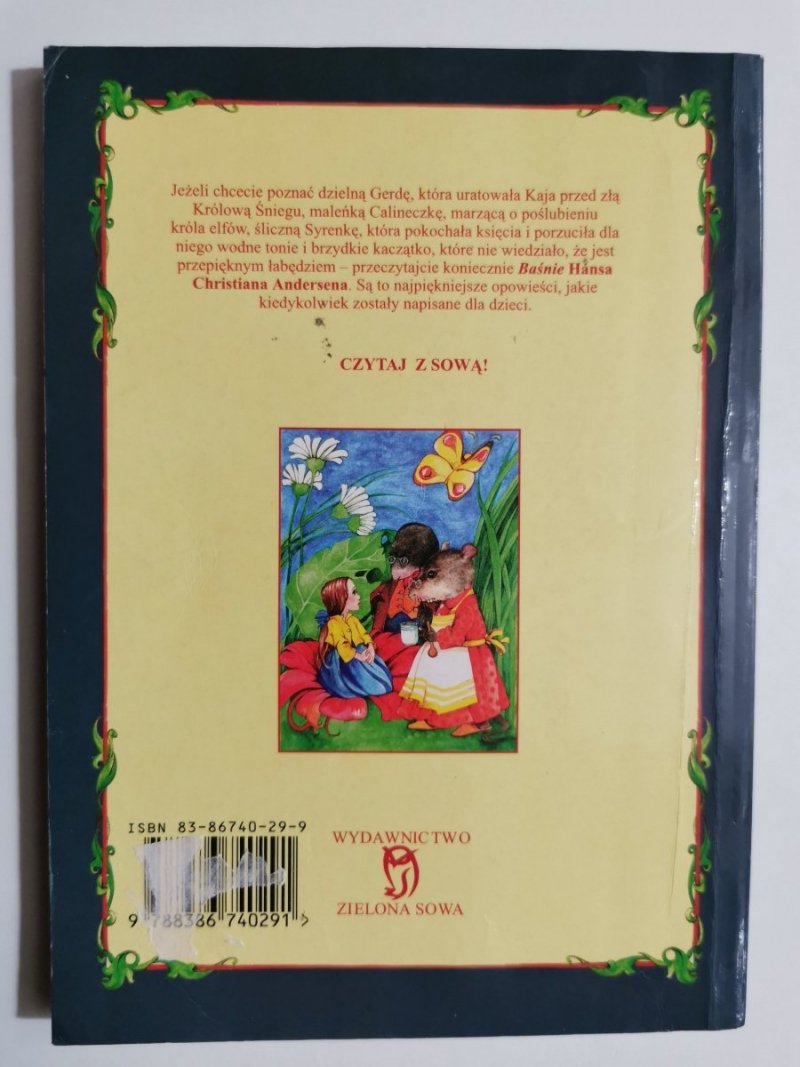 Jeżeli chcecie poznać dzielną Gerdę, która uratowała Kaja przed złą
Królową Śniegu, maleńką Calineczkę, marzącą o poślubieniu
króla elfów, śliczną Syrenkę, która pokochała księcia i porzuciła dla
niego wodne tonie i brzydkie kaczątko, które nie wiedziało, że jest
przepięknym łabędziem – przeczytajcie koniecznie Baśnie Hansa
Christiana Andersena. Są to najpiękniejsze opowieści, jakie
kiedykolwiek zostały napisane dla dzieci.
CZYTAJ Z SOWĄ!
ISBN 83-86740-29-9
9 788386 740291 >
WYDAWNICTWO
ZIELONA SOWA